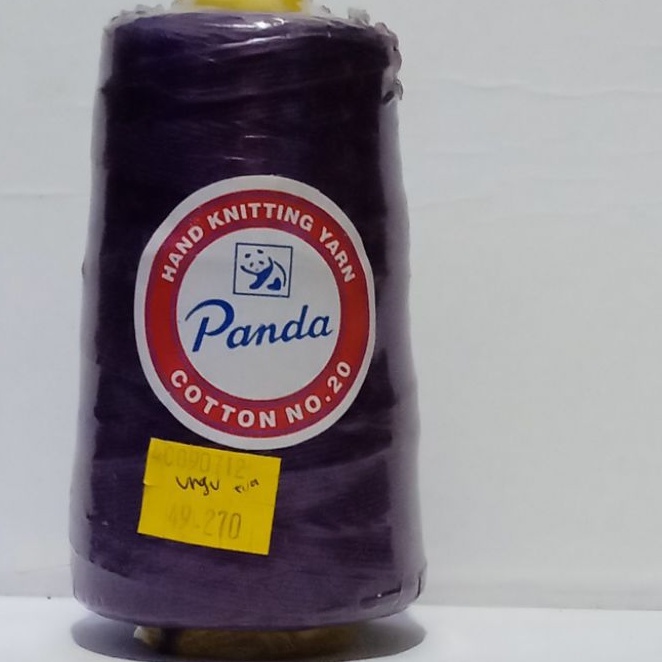 HAND KNITTING YARN
Panda
COTTON NO.20
Ungu
49.270